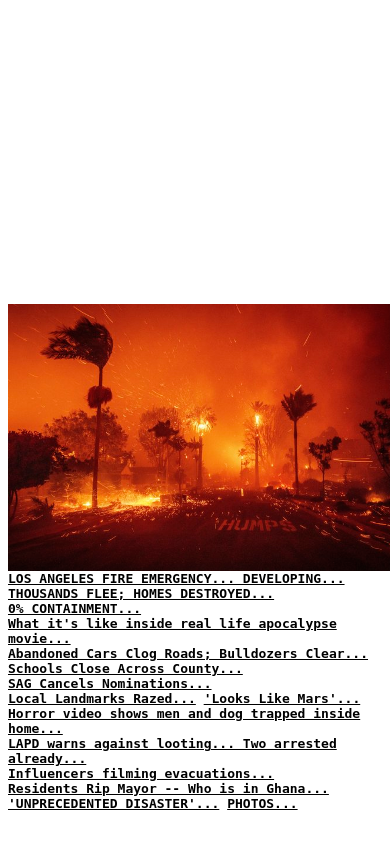 HUMPS
LOS ANGELES FIRE EMERGENCY... DEVELOPING...
THOUSANDS FLEE; HOMES DESTROYED...
0% CONTAINMENT...
What it's like inside real life apocalypse
movie...
Abandoned Cars Clog Roads; Bulldozers Clear...
Schools Close Across County...
SAG Cancels Nominations...
Local Landmarks Razed... 'Looks Like Mars'...
Horror video shows men and dog trapped inside
home...
LAPD warns against looting... Two arrested
already...
Influencers filming evacuations...
Residents Rip Mayor -- Who is in Ghana...
'UNPRECEDENTED DISASTER'... PHOTOS...